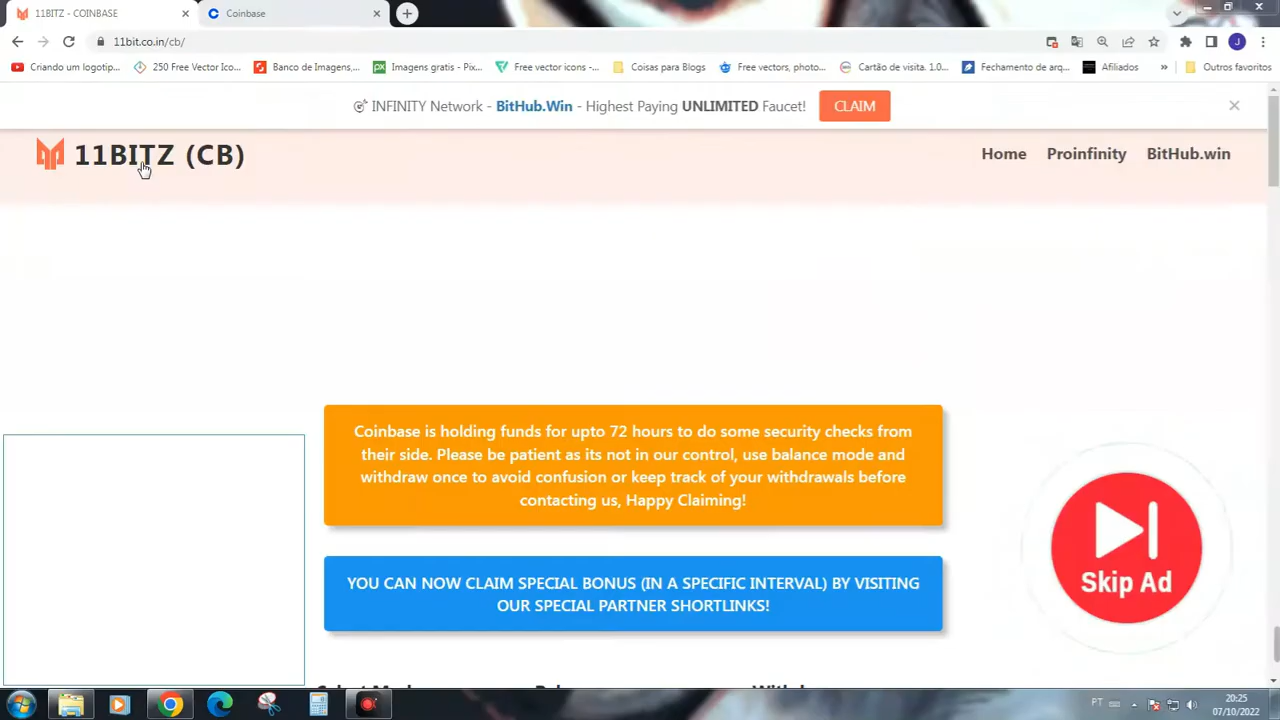 11BITZ - COINBASE
Coinbase
11bit.co.in/cb/
Criando um logotip...
250 Free Vector Ico...
Banco de Imagens,...
Imagens gratis - Pix...
Free vector icons -...
Coisas para Blogs
Free vectors, photo...
Cartão de visita. 1.0...
Fechamento de arq...
Afiliados
»
Outros favoritos
INFINITY Network - BitHub.Win - Highest Paying UNLIMITED Faucet!
CLAIM
11BITZ (CB)
Home
Proinfinity
BitHub.win
Coinbase is holding funds for upto 72 hours to do some security checks from
their side. Please be patient as its not in our control, use balance mode and
withdraw once to avoid confusion or keep track of your withdrawals before
contacting us, Happy Claiming!
YOU CAN NOW CLAIM SPECIAL BONUS (IN A SPECIFIC INTERVAL) BY VISITING
OUR SPECIAL PARTNER SHORTLINKS!
Skip Ad
PT
20:25
07/10/2022